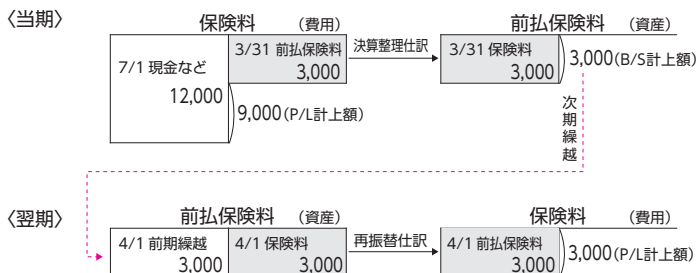 〈当期〉
保険料 (費用)
前払保険料 (資産)
7/1 現金など
12,000
3/31 前払保険料
3,000
9,000(P/L計上額)
決算整理仕訳
3/31 保険料
3,000
3,000(B/S計上額)
次期繰越
〈翌期〉
前払保険料 (資産)
保険料 (費用)
4/1 前期繰越
3,000
4/1 保険料
3,000
再振替仕訳
4/1 前払保険料
3,000
3,000(P/L計上額)